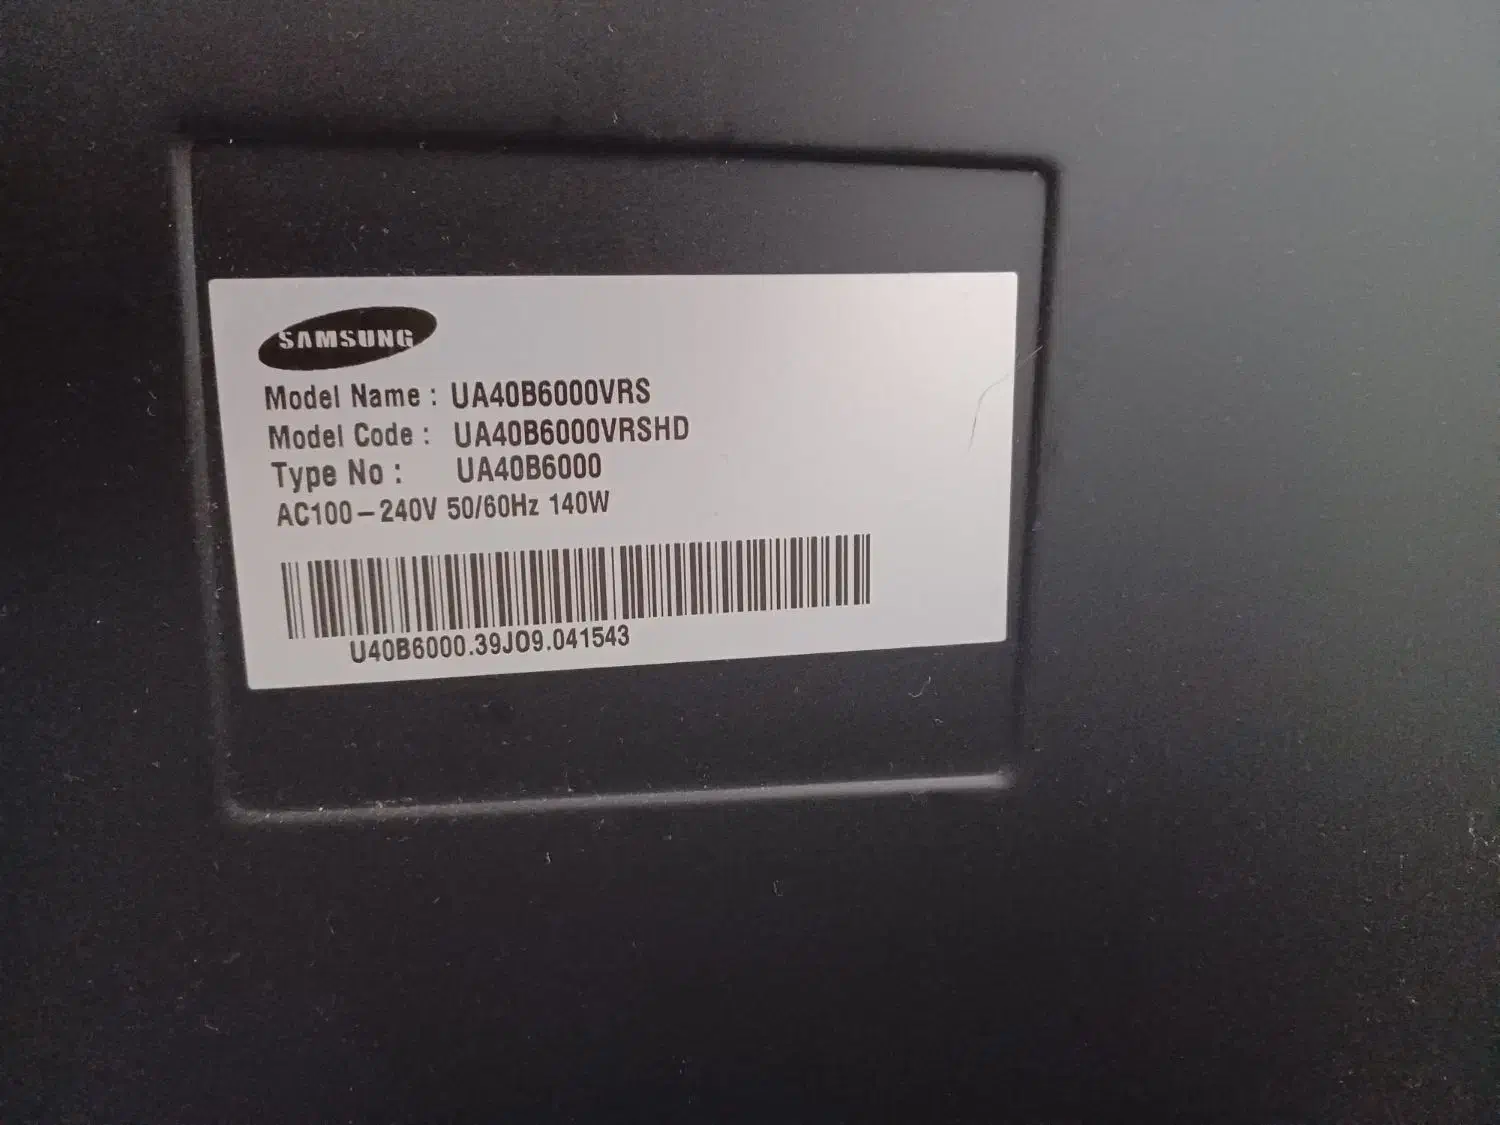 SAMSUNG
Model Name : UA40B6000VRS
Model Code : UA40B6000VRSHD
Type No : UA40B6000
AC100-240V 50/60Hz 140W
U40B6000.39JO9.041543